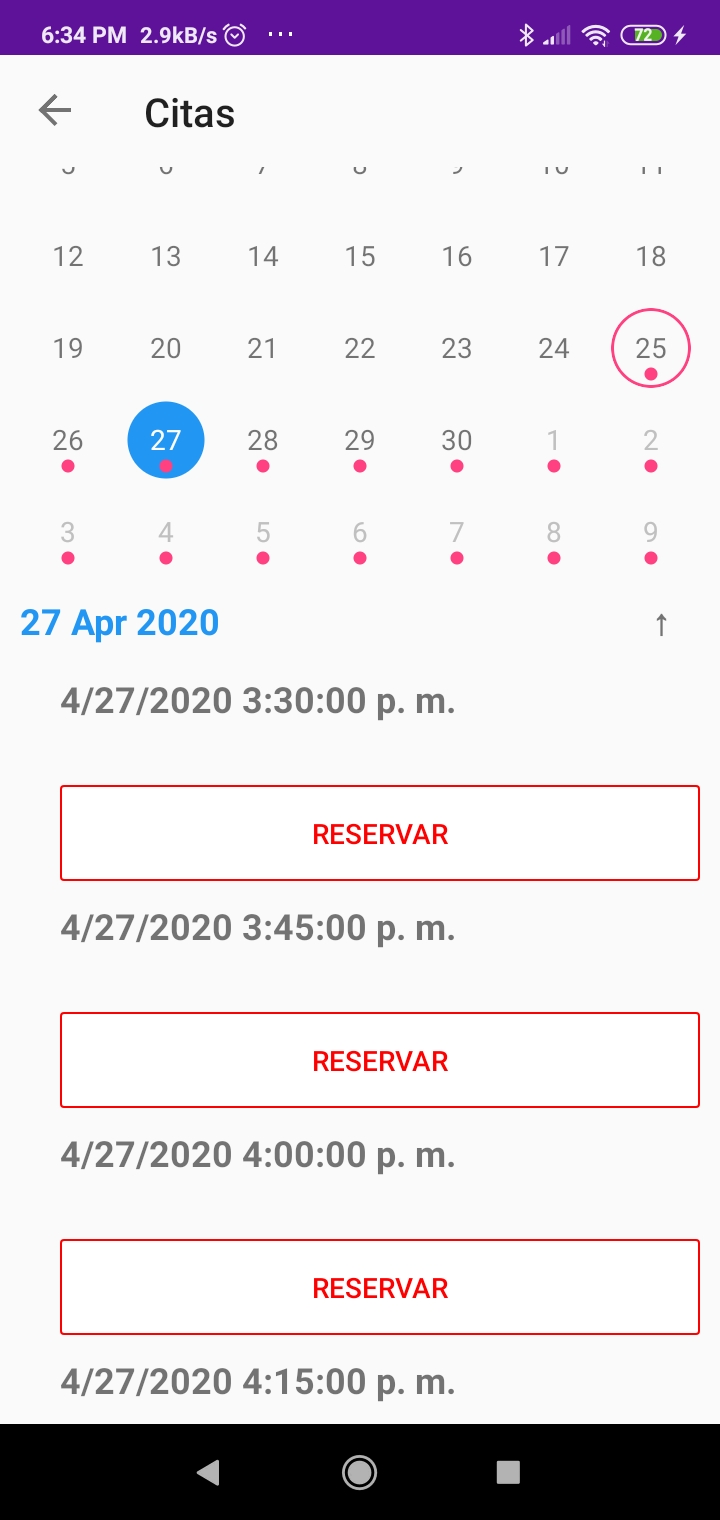 6:34 PM 2.9kB/s ...
72
Citas
12 13 14 15 16 17 18
19 20 21 22 23 24 25
26 27 28 29 30 1 2
3 4 5 6 7 8 9
27 Apr 2020 ↑
4/27/2020 3:30:00 p. m.
RESERVAR
4/27/2020 3:45:00 p. m.
RESERVAR
4/27/2020 4:00:00 p. m.
RESERVAR
4/27/2020 4:15:00 p. m.